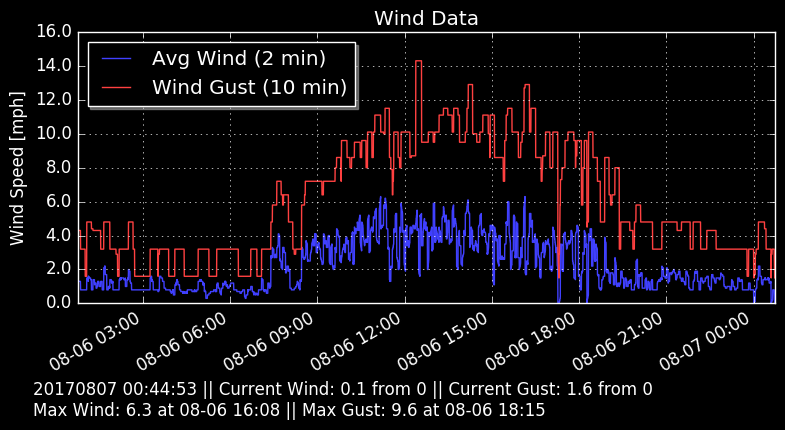 Wind Data
16.0
14.0
12.0
10.0
8.0
6.0
4.0
2.0
0.0
Wind Speed [mph]
Avg Wind (2 min)
Wind Gust (10 min)
08-06 03:00
08-06 06:00
08-06 09:00
08-06 12:00
08-06 15:00
08-06 18:00
08-06 21:00
08-07 00:00
20170807 00:44:53 || Current Wind: 0.1 from 0 || Current Gust: 1.6 from 0
Max Wind: 6.3 at 08-06 16:08 || Max Gust: 9.6 at 08-06 18:15